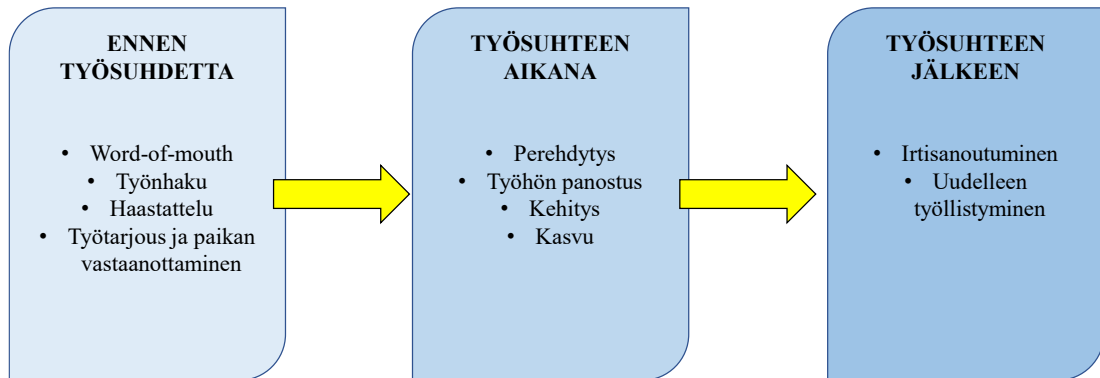 ENNEN
TYÖSUHDETTA
• Word-of-mouth
• Työnhaku
• Haastattelu
• Työtarjous ja paikan
vastaanottaminen
TYÖSUHTEEN
AIKANA
• Perehdytys
• Työhön panostus
• Kehitys
• Kasvu
TYÖSUHTEEN
JÄLKEEN
• Irtisanoutuminen
• Uudelleen
työllistyminen